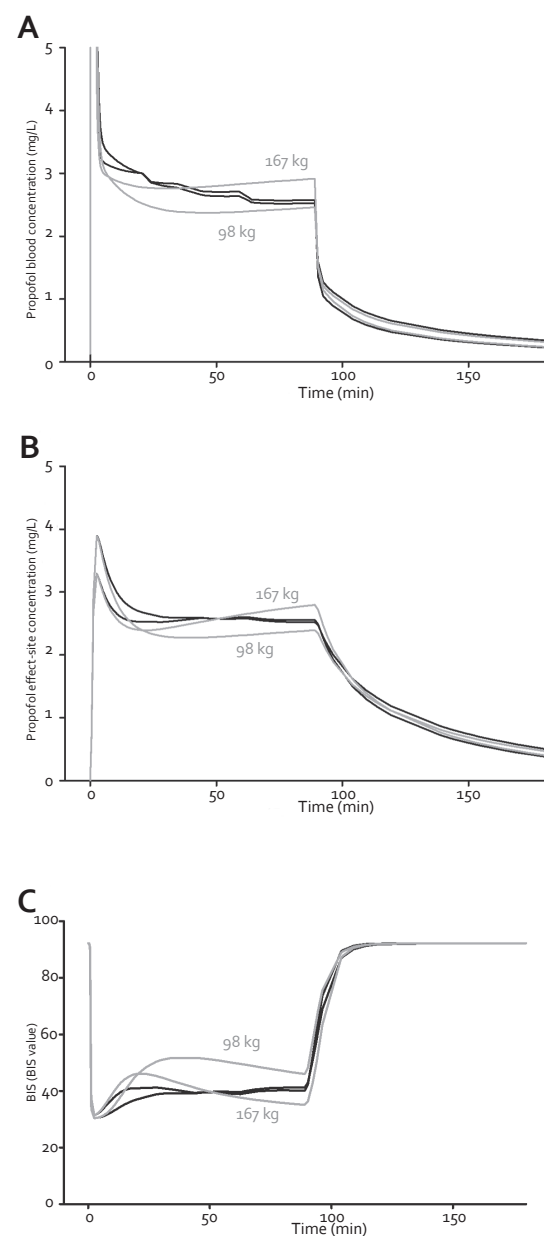 A
Propofol blood concentration (mg/L)
5
4
3
2
1
0
167 kg
98 kg
0 50 100 150
Time (min)
B
Propofol effect-site concentration (mg/L)
5
4
3
2
1
0
167 kg
98 kg
0 50 100 150
Time (min)
C
BIS (BIS value)
100
80
60
40
20
0
98 kg
167 kg
0 50 100 150
Time (min)